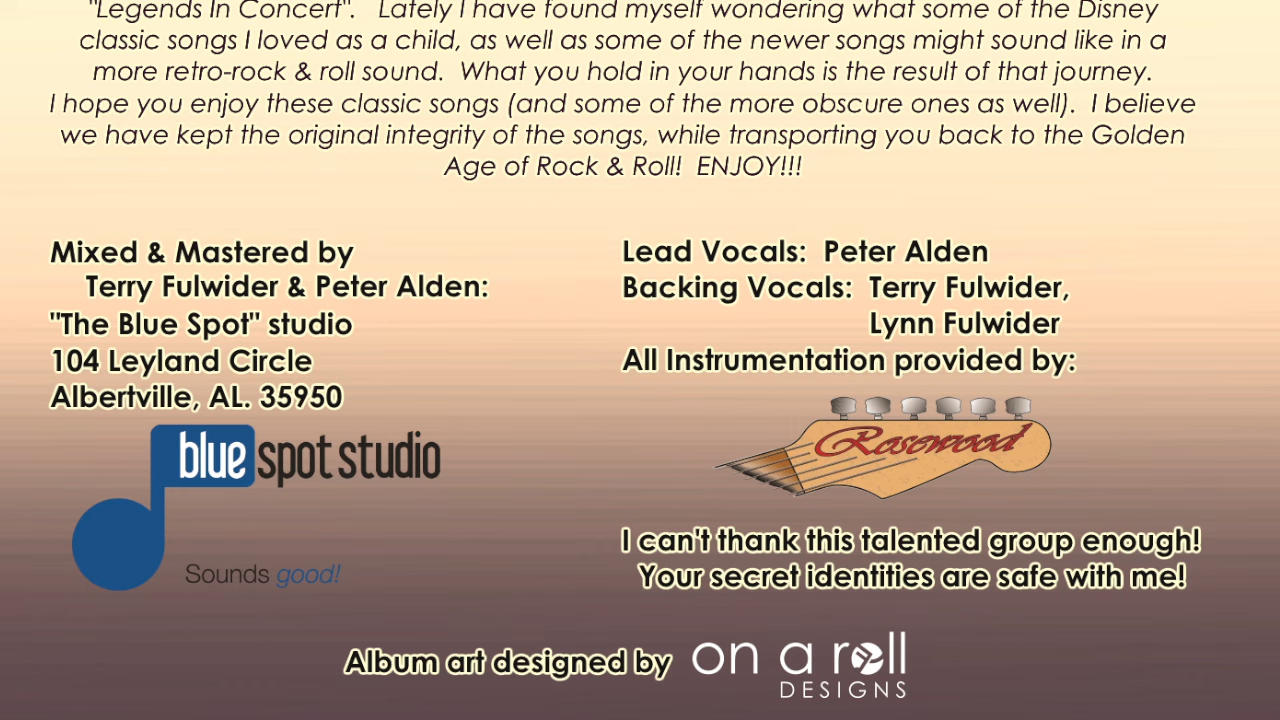 "Legends In Concert".   Lately I have found myself wondering what some of the Disney
classic songs I loved as a child, as well as some of the newer songs might sound like in a
more retro-rock & roll sound.  What you hold in your hands is the result of that journey.
I hope you enjoy these classic songs (and some of the more obscure ones as well).  I believe
we have kept the original integrity of the songs, while transporting you back to the Golden
Age of Rock & Roll!  ENJOY!!!
Mixed & Mastered by
Terry Fulwider & Peter Alden:
"The Blue Spot" studio
104 Leyland Circle
Albertville, AL. 35950
blue spot studio
Sounds good!
Lead Vocals:  Peter Alden
Backing Vocals:  Terry Fulwider,
Lynn Fulwider
All Instrumentation provided by:
Rosewood
I can't thank this talented group enough!
Your secret identities are safe with me!
Album art designed by on a roll
DESIGNS